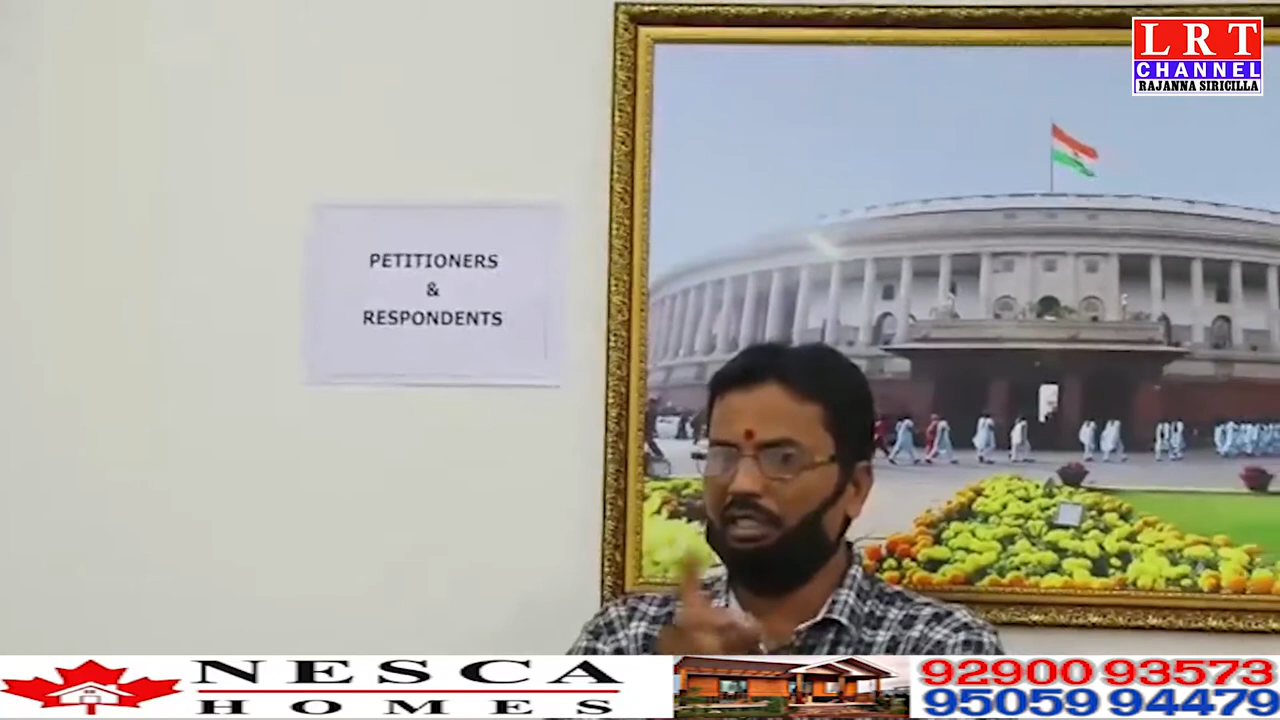 LRT
CHANNEL
RAJANNA SIRICILLA
PETITIONERS
&
RESPONDENTS
NESCA
HOMES
92900 93573
95059 94479